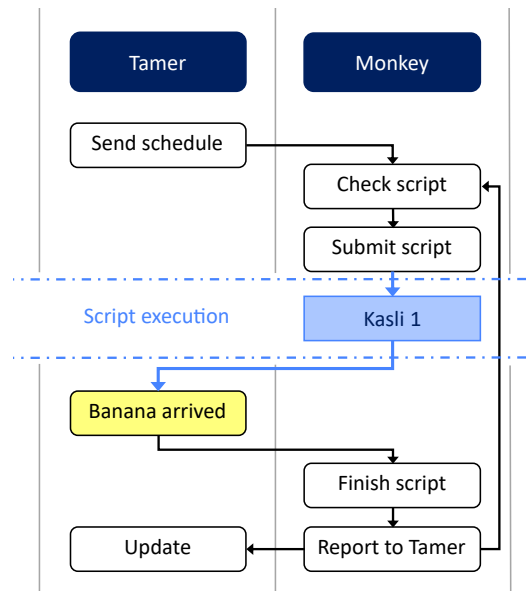 Tamer
Monkey
Send schedule
Check script
Submit script
Script execution
Kasli 1
Banana arrived
Finish script
Update
Report to Tamer